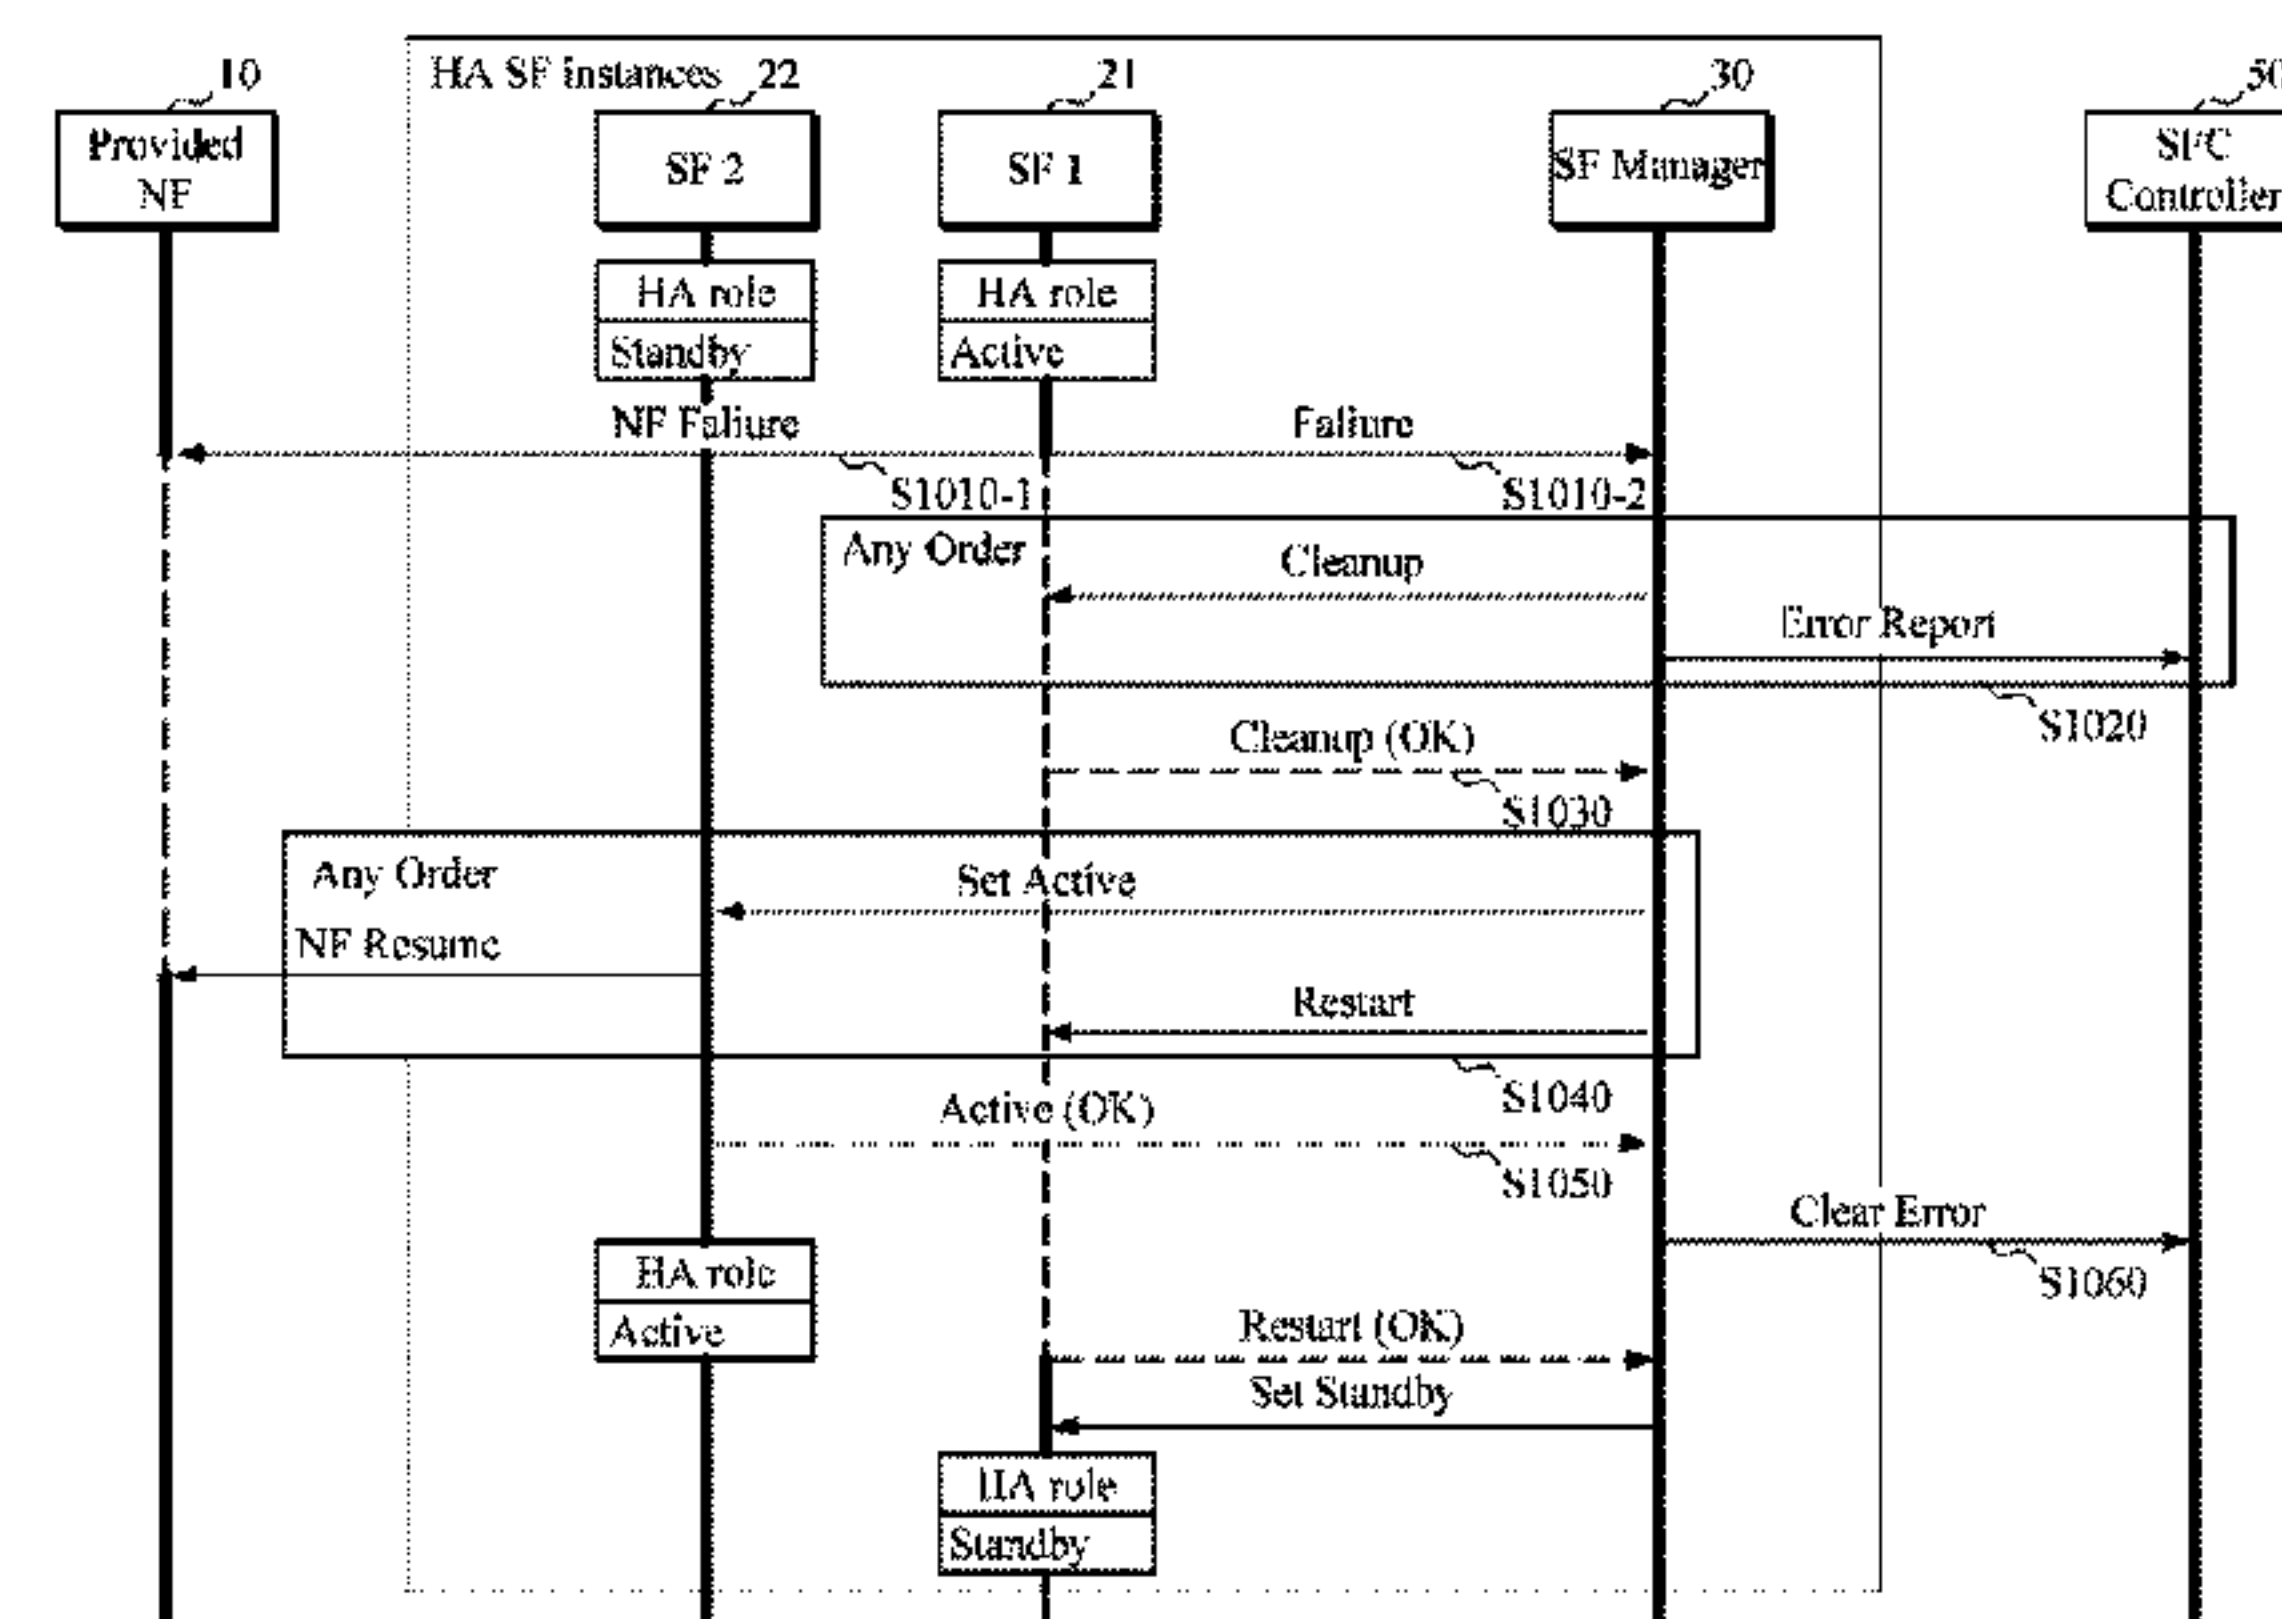 10
HA SF instances
22
21
30
50
Provided
NF
SF 2
SF 1
SF Manager
SFC
Controller
HA role
Standby
HA role
Active
NF Faliure
Faliure
S1010-1
S1010-2
Any Order
Cleanup
Error Report
S1020
Cleanup (OK)
S1030
Any Order
Set Active
NF Resume
Restart
S1040
Active (OK)
S1050
Clear Error
S1060
HA role
Active
Restart (OK)
Set Standby
HA role
Standby